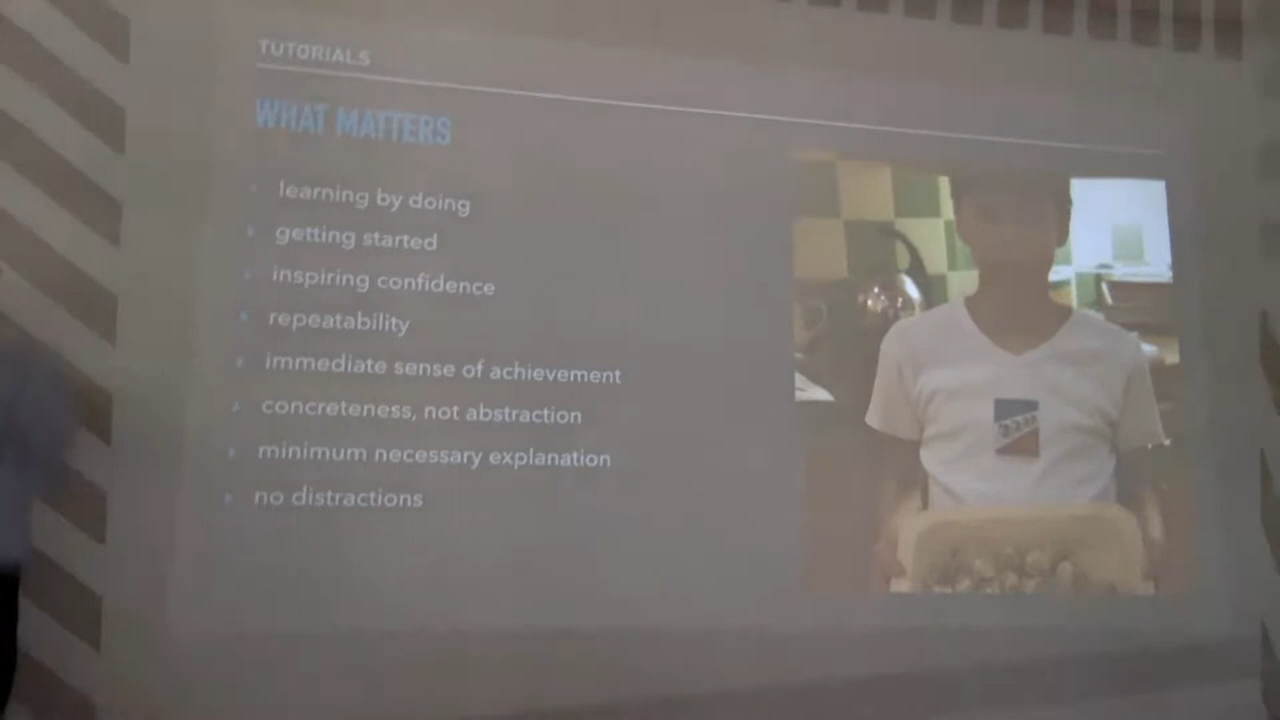 TUTORIALS
WHAT MATTERS
learning by doing
getting started
inspiring confidence
repeatability
immediate sense of achievement
concreteness, not abstraction
minimum necessary explanation
no distractions